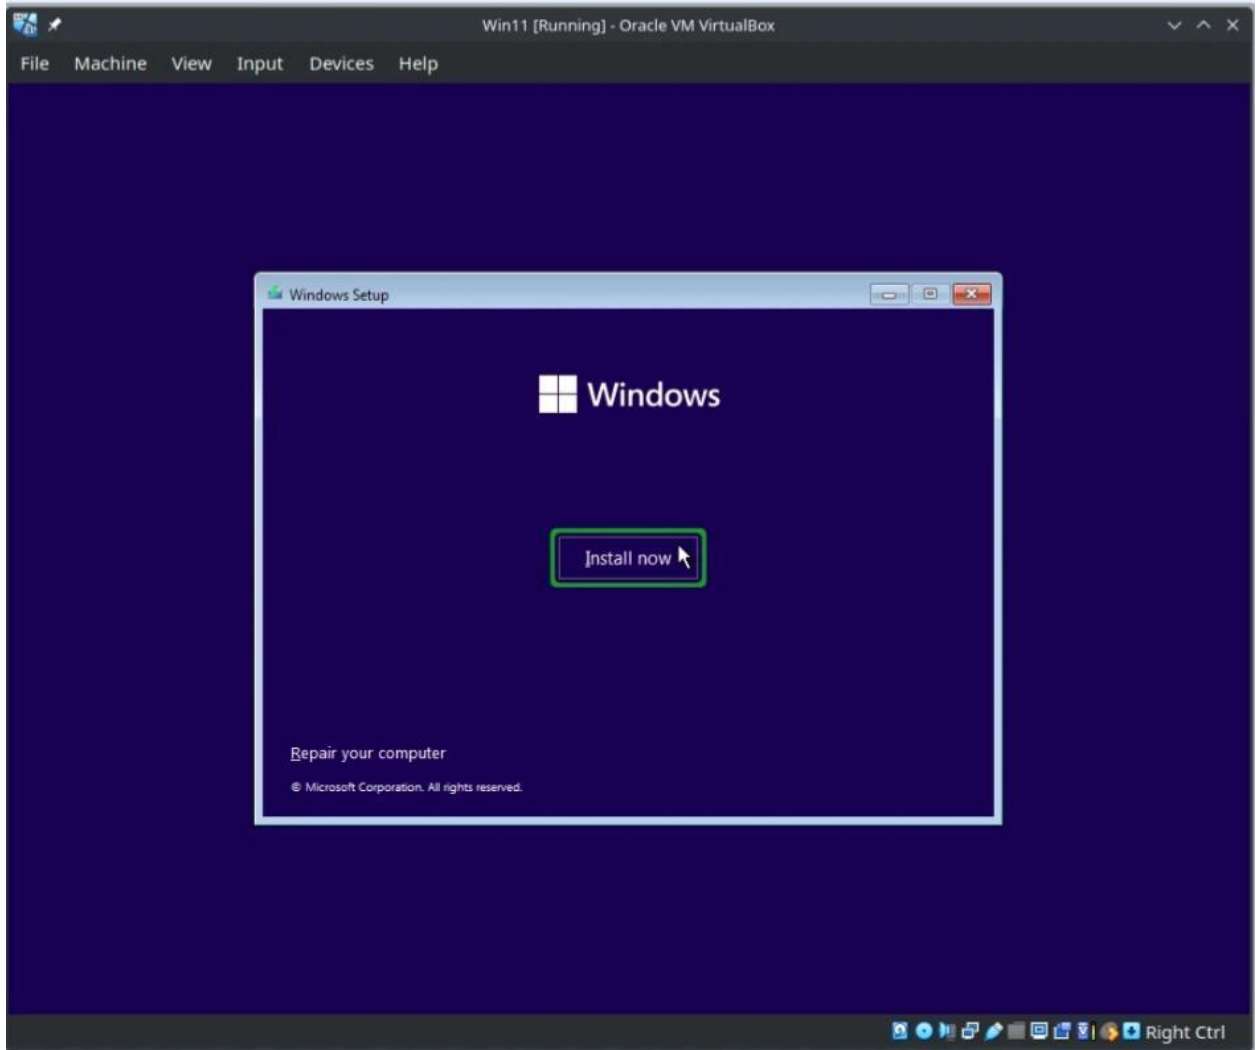 Win11 [Running] - Oracle VM VirtualBox
File Machine View Input Devices Help
Windows Setup
Windows
Install now
Repair your computer
© Microsoft Corporation. All rights reserved.
Right Ctrl